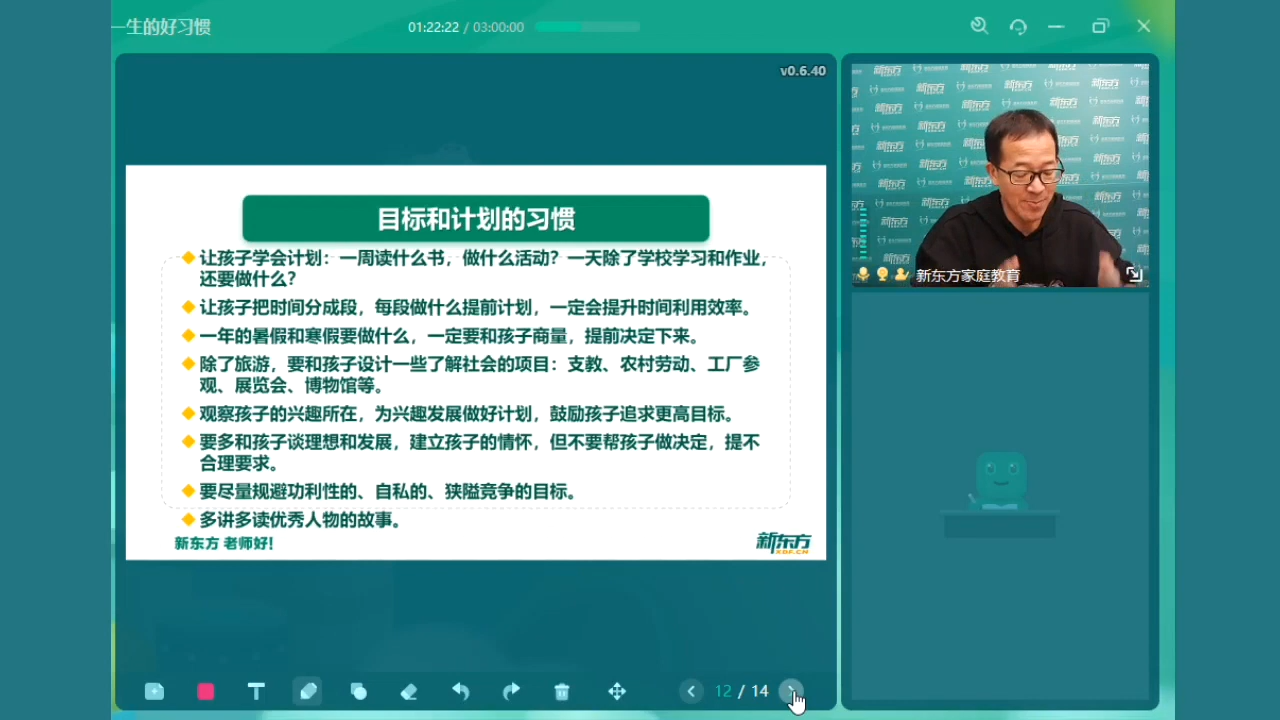 一生的好习惯
01:22:22 / 03:00:00
v0.6.40
目标和计划的习惯
让孩子学会计划：一周读什么书，做什么活动？一天除了学校学习和作业，
还要做什么？
让孩子把时间分成段，每段做什么提前计划，一定会提升时间利用效率。
一年的暑假和寒假要做什么，一定要和孩子商量，提前决定下来。
除了旅游，要和孩子设计一些了解社会的项目：支教、农村劳动、工厂参
观、展览会、博物馆等。
观察孩子的兴趣所在，为兴趣发展做好计划，鼓励孩子追求更高目标。
要多和孩子谈理想和发展，建立孩子的情怀，但不要帮孩子做决定，提不
合理要求。
要尽量规避功利性的、自私的、狭隘竞争的目标。
多讲多读优秀人物的故事。
新东方 老师好！
新东方
XDF.CN
12 / 14
新东方家庭教育